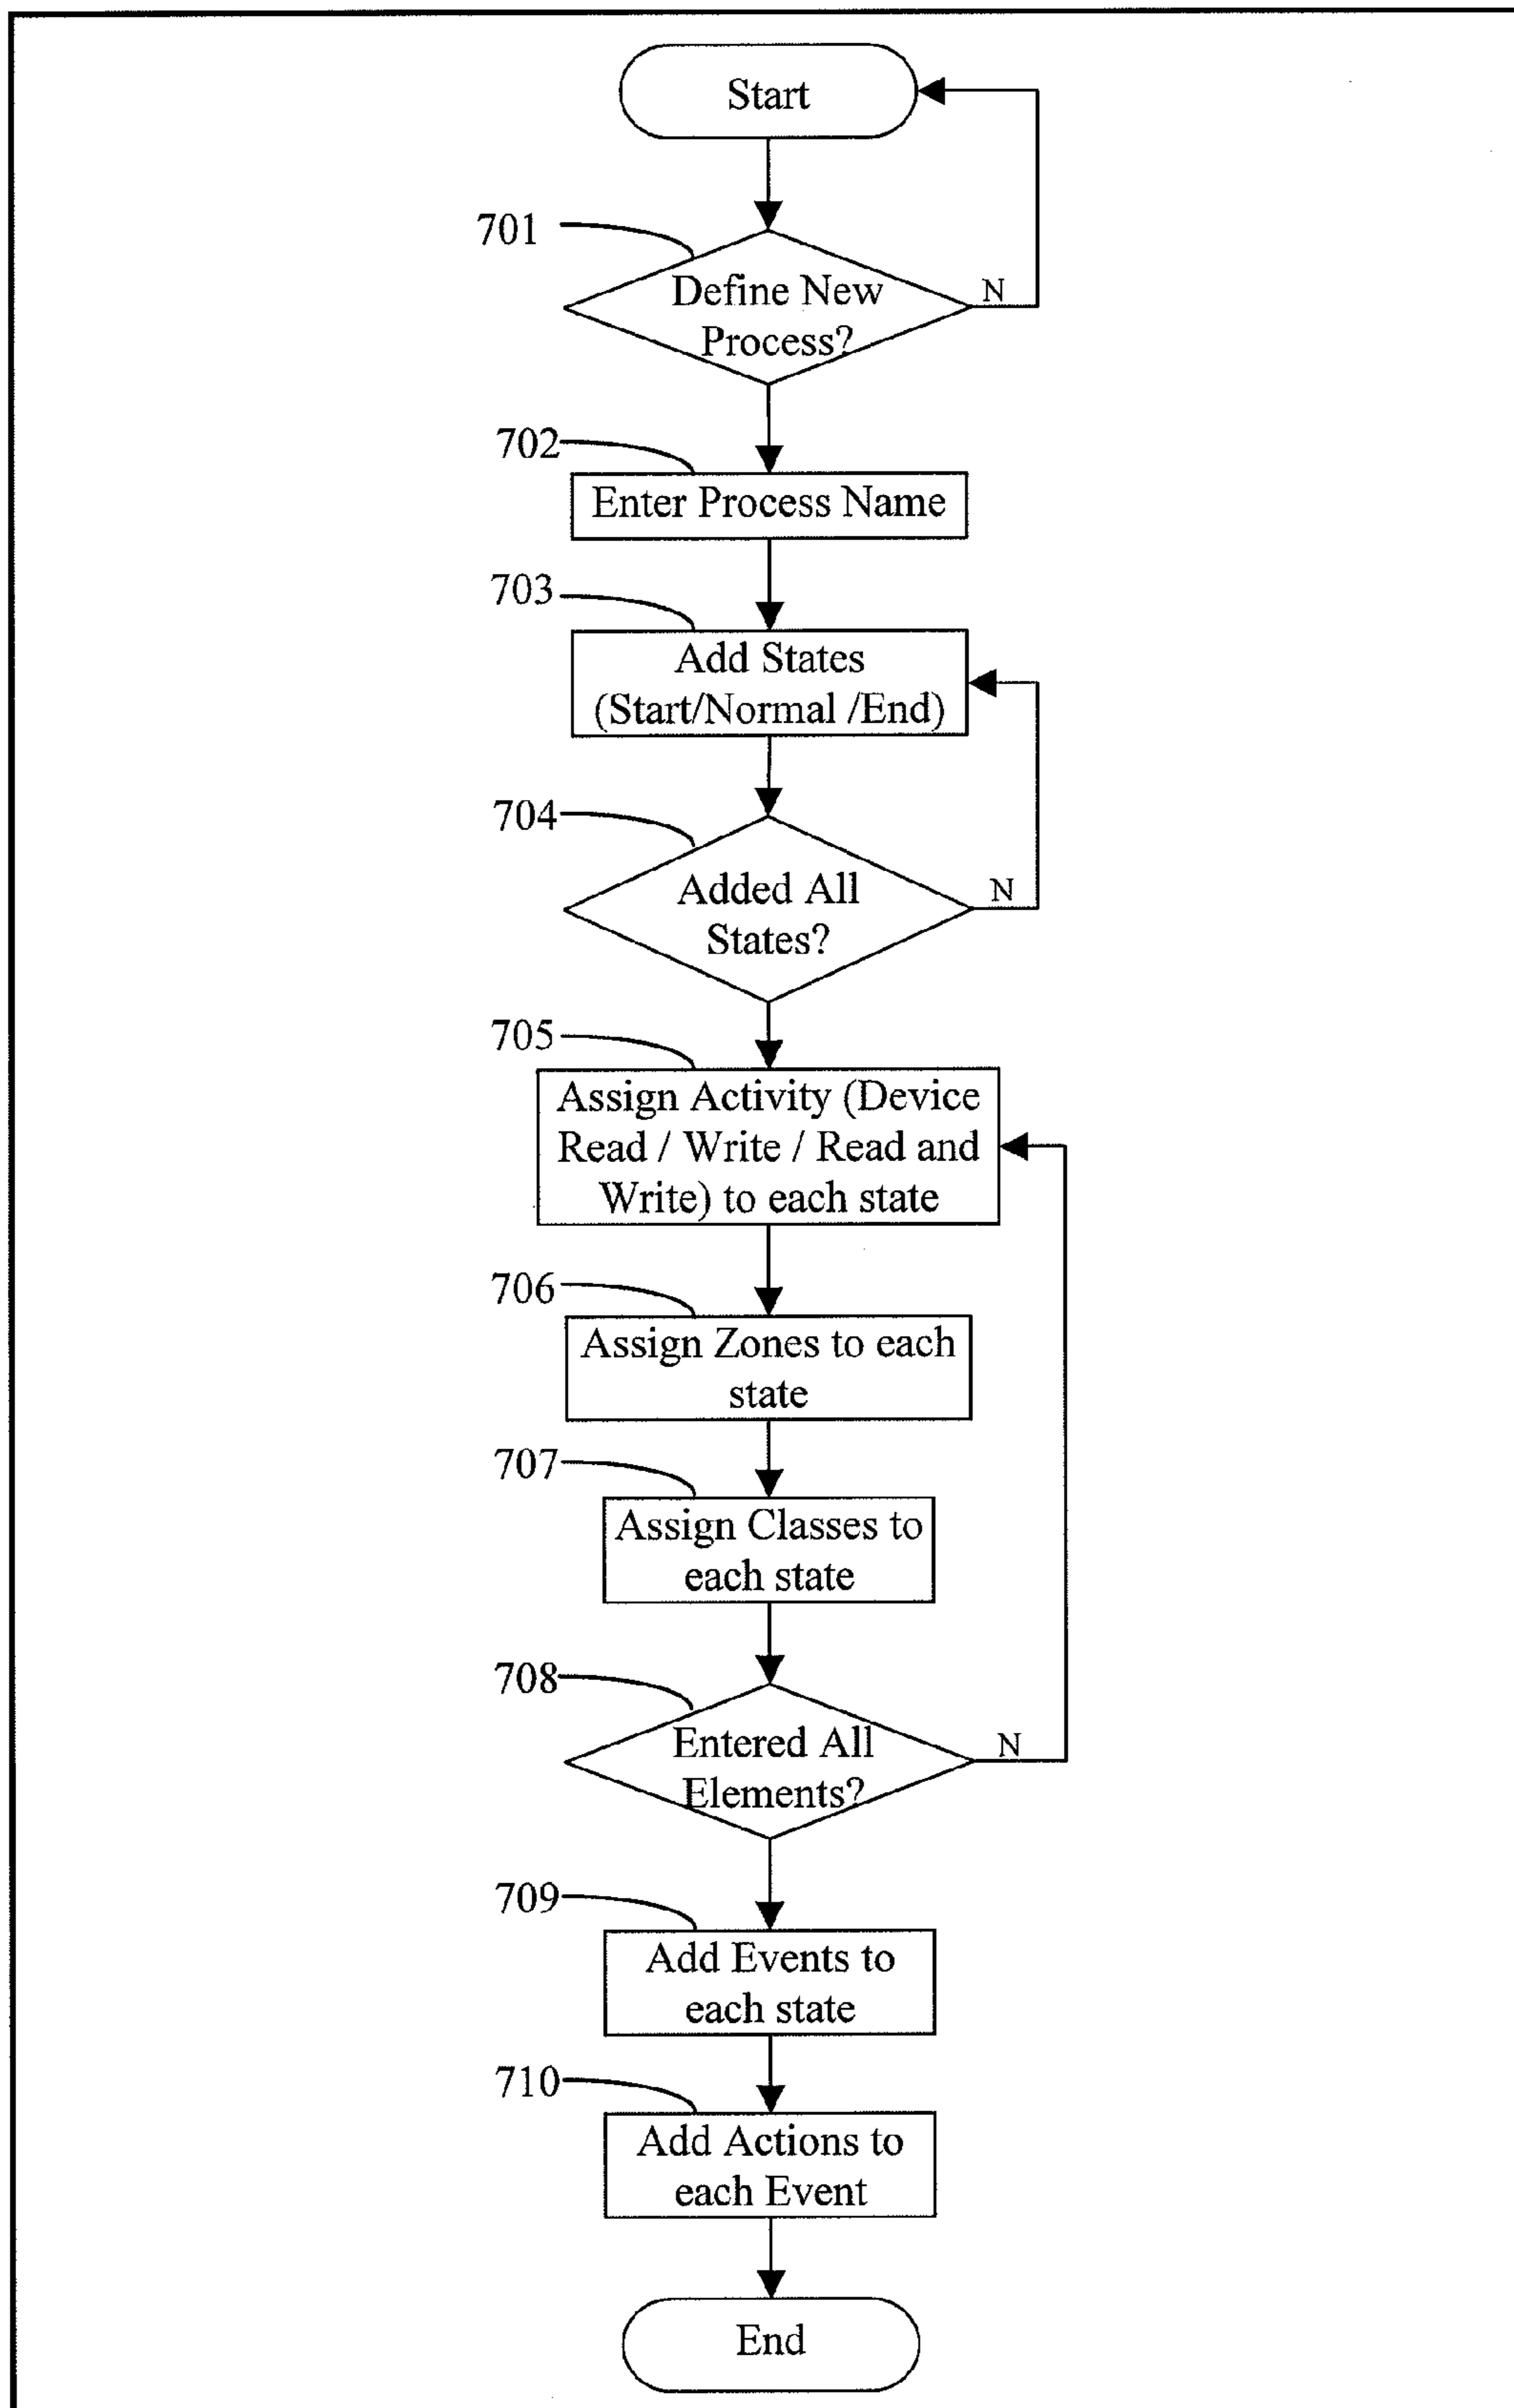 Start
701
Define New
Process?
N
702
Enter Process Name
703
Add States
(Start/Normal /End)
704
Added All
States?
N
705
Assign Activity (Device
Read / Write / Read and
Write) to each state
706
Assign Zones to each
state
707
Assign Classes to
each state
708
Entered All
Elements?
N
709
Add Events to
each state
710
Add Actions to
each Event
End